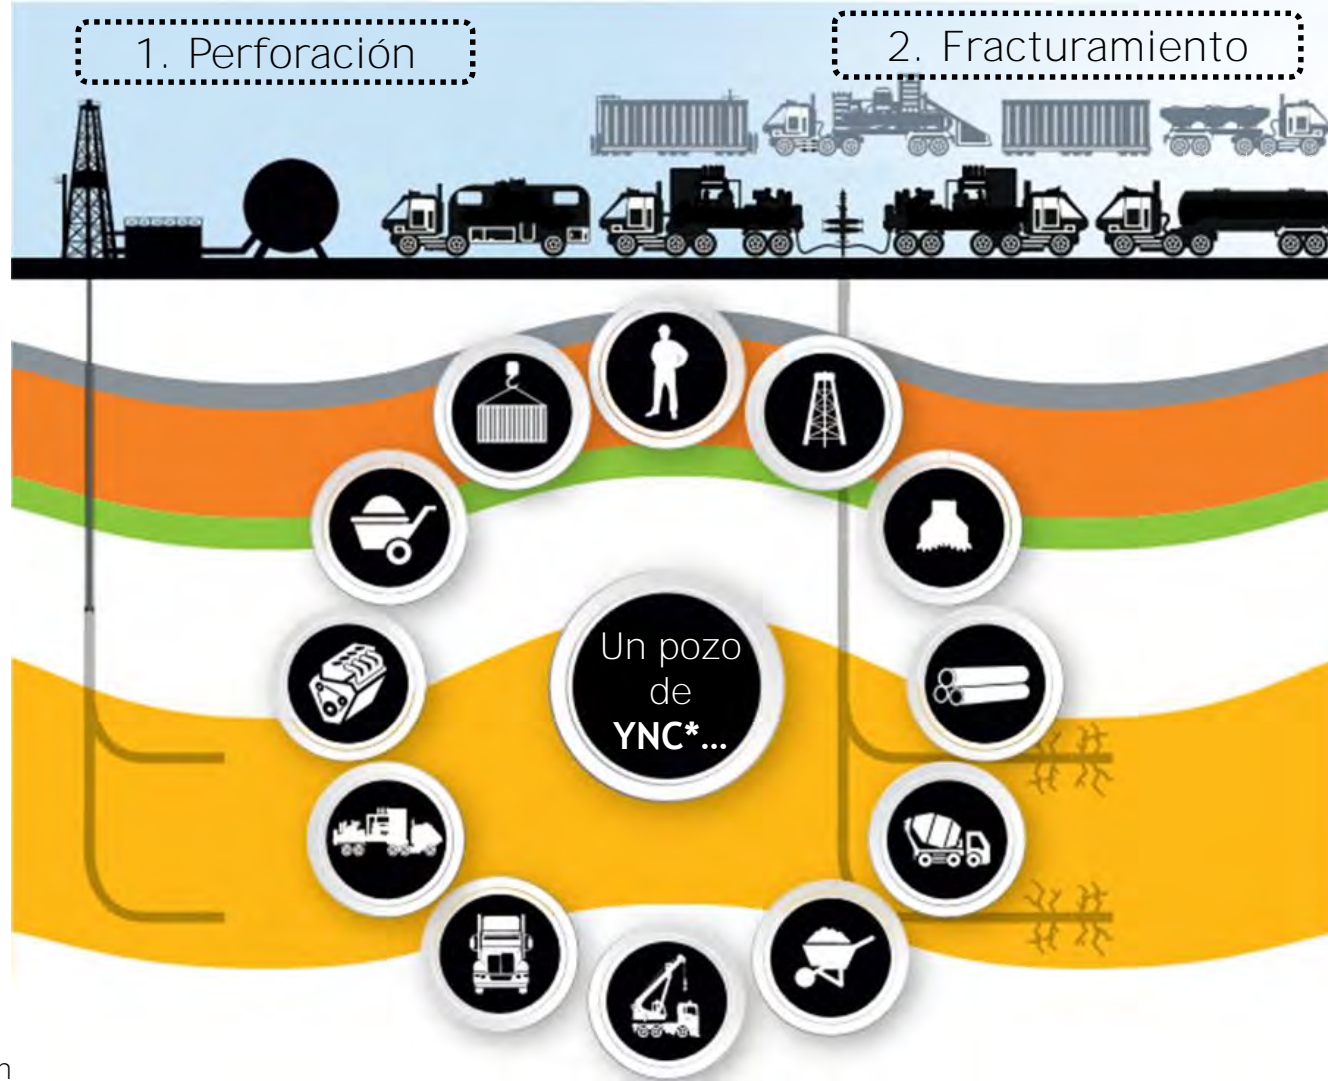 1. Perforación
2. Fracturamiento
Un pozo
de
YNC*...
n